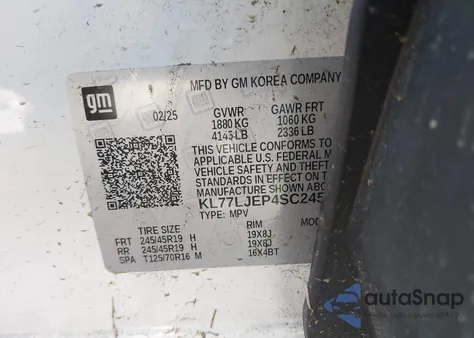 MFD BY GM KOREA COMPANY
gm
02/25 GVWR GAWR FRT
1880 KG 1060 KG
4145 LB 2336 LB
THIS VEHICLE CONFORMS TO
APPLICABLE U.S. FEDERAL M
VEHICLE SAFETY AND THEFT
STANDARDS IN EFFECT ON
MANUFACTURE SHOWN ABO
KL77LJEP4SC245
TYPE: MPV
TIRE SIZE RIM MOD
FRT 245/45R19 H 19X8J
RR 245/45R19 H 19X8J
SPA T125/70R16 M 16X4BT
autoSnap